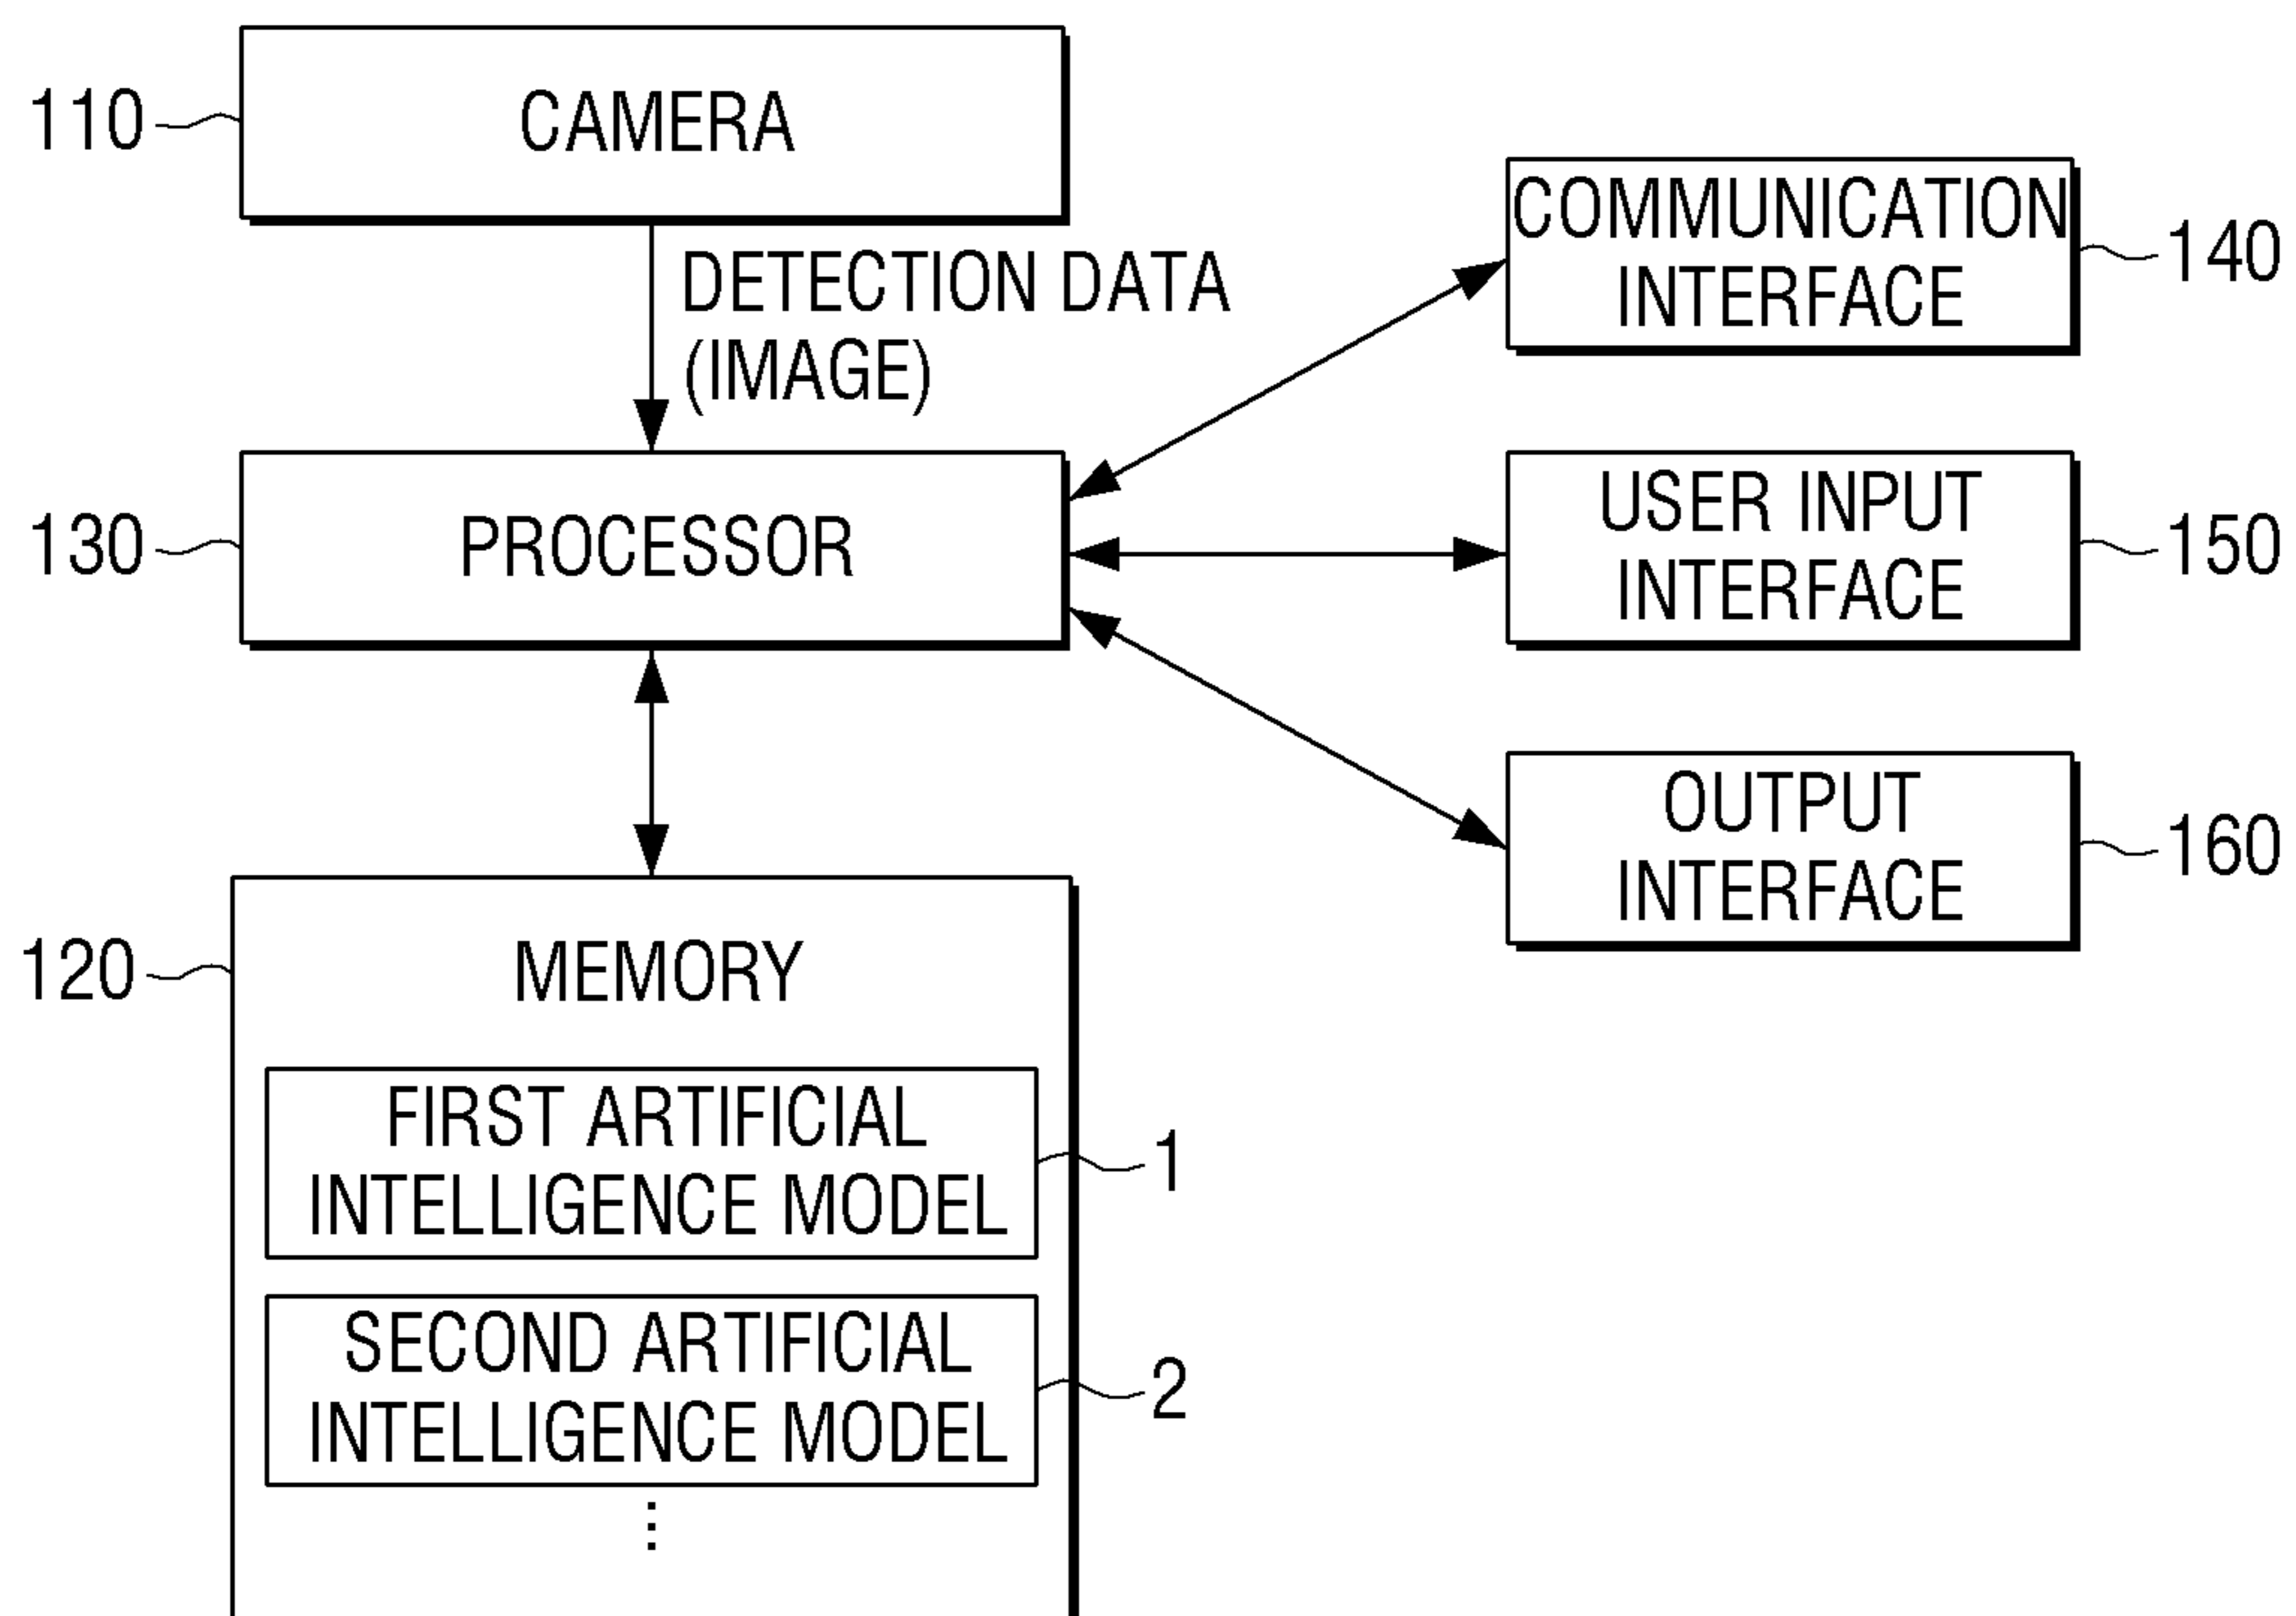 110
CAMERA
DETECTION DATA
(IMAGE)
COMMUNICATION
INTERFACE
140
130
PROCESSOR
USER INPUT
INTERFACE
150
OUTPUT
INTERFACE
160
120
MEMORY
FIRST ARTIFICIAL
INTELLIGENCE MODEL
1
SECOND ARTIFICIAL
INTELLIGENCE MODEL
2
⋮